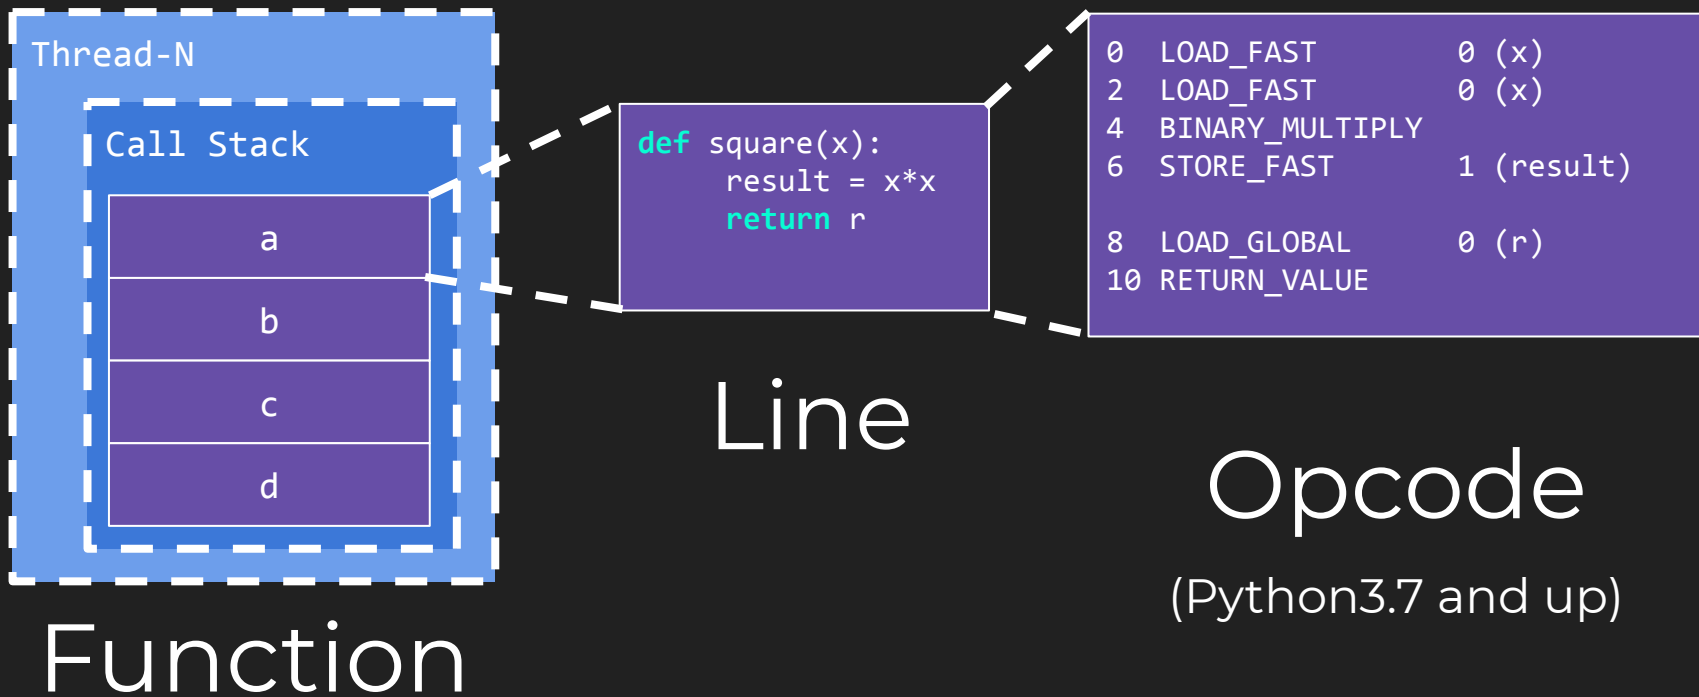 Thread-N
Call Stack
a
b
c
d
Function
def square(x):
    result = x*x
    return r
Line
0  LOAD_FAST        0 (x)
2  LOAD_FAST        0 (x)
4  BINARY_MULTIPLY
6  STORE_FAST       1 (result)
8  LOAD_GLOBAL      0 (r)
10 RETURN_VALUE
Opcode
(Python3.7 and up)